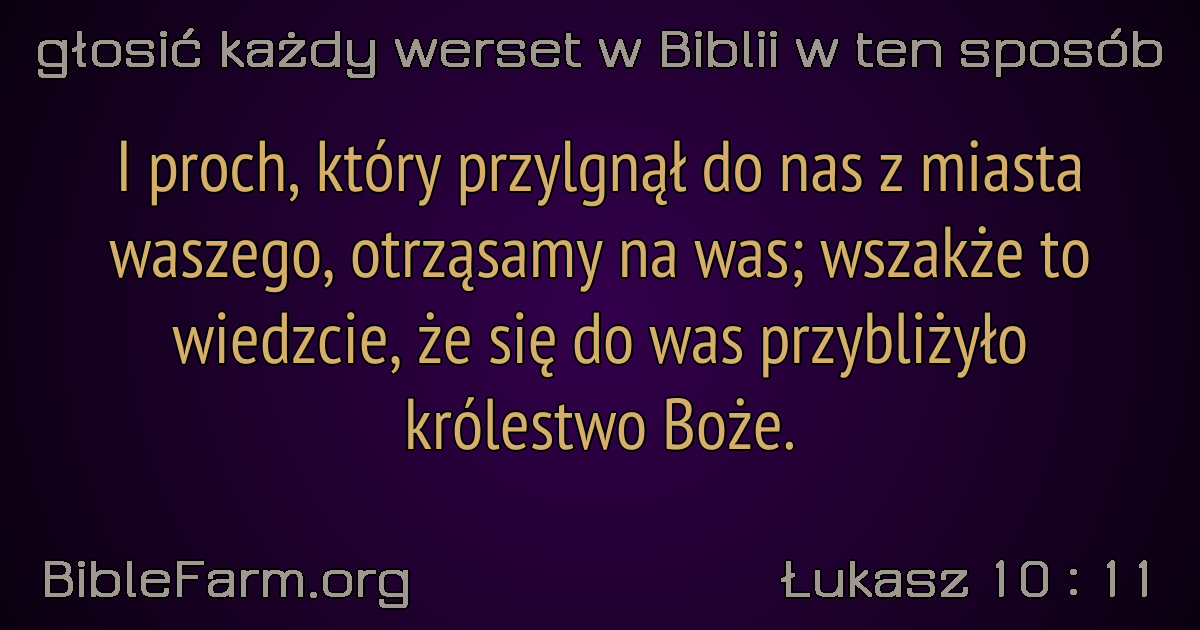 głosić każdy werset w Biblii w ten sposób
I proch, który przylgnął do nas z miasta
waszego, otrząsamy na was; wszakże to
wiedzcie, że się do was przybliżyło
królestwo Boże.
BibleFarm.org
Łukasz 10 : 11